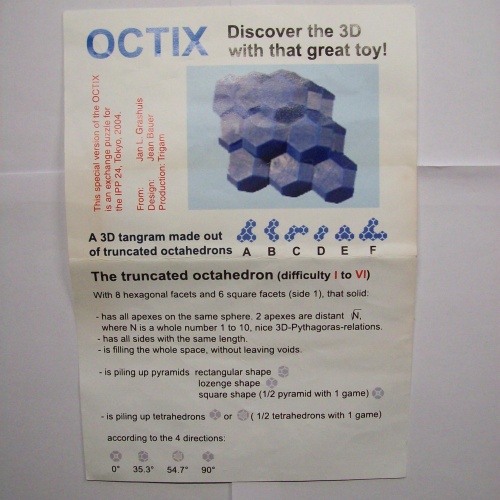 OCTIX
Discover the 3D
with that great toy!
This special version of the OCTIX
is an exchange puzzle for
the IPP 24, Tokyo, 2004.
From: Jan L. Grashuis
Design: Jean Bauer
Production: Trigam
A 3D tangram made out
of truncated octahedrons
A B C D E F
The truncated octahedron (difficulty I to VI)
With 8 hexagonal facets and 6 square facets (side 1), that solid:
- has all apexes on the same sphere. 2 apexes are distant √N,
where N is a whole number 1 to 10, nice 3D-Pythagoras-relations.
- has all sides with the same length.
- is filling the whole space, without leaving voids.
- is piling up pyramids rectangular shape
lozenge shape
square shape (1/2 pyramid with 1 game)
- is piling up tetrahedrons or ( 1/2 tetrahedrons with 1 game)
according to the 4 directions:
0° 35.3° 54.7° 90°